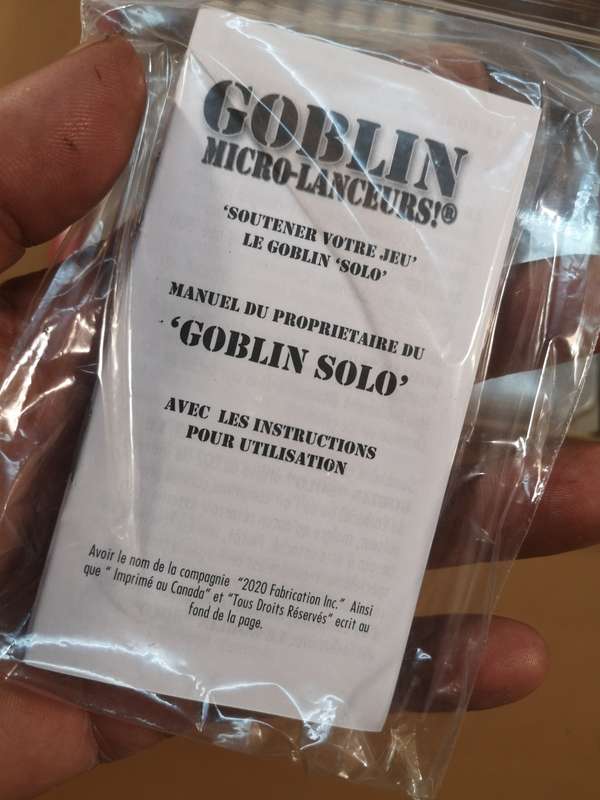 GOBLIN
MICRO-LANCEURS!®
‘SOUTENER VOTRE JEU’
LE GOBLIN ‘SOLO’
MANUEL DU PROPRIETAIRE DU
‘GOBLIN SOLO’
AVEC LES INSTRUCTIONS
POUR UTILISATION
Avoir le nom de la compagnie “2020 Fabrication Inc.” Ainsi
que “ Imprimé au Canada” et “Tous Droits Réservés” ecrit au
fond de la page.